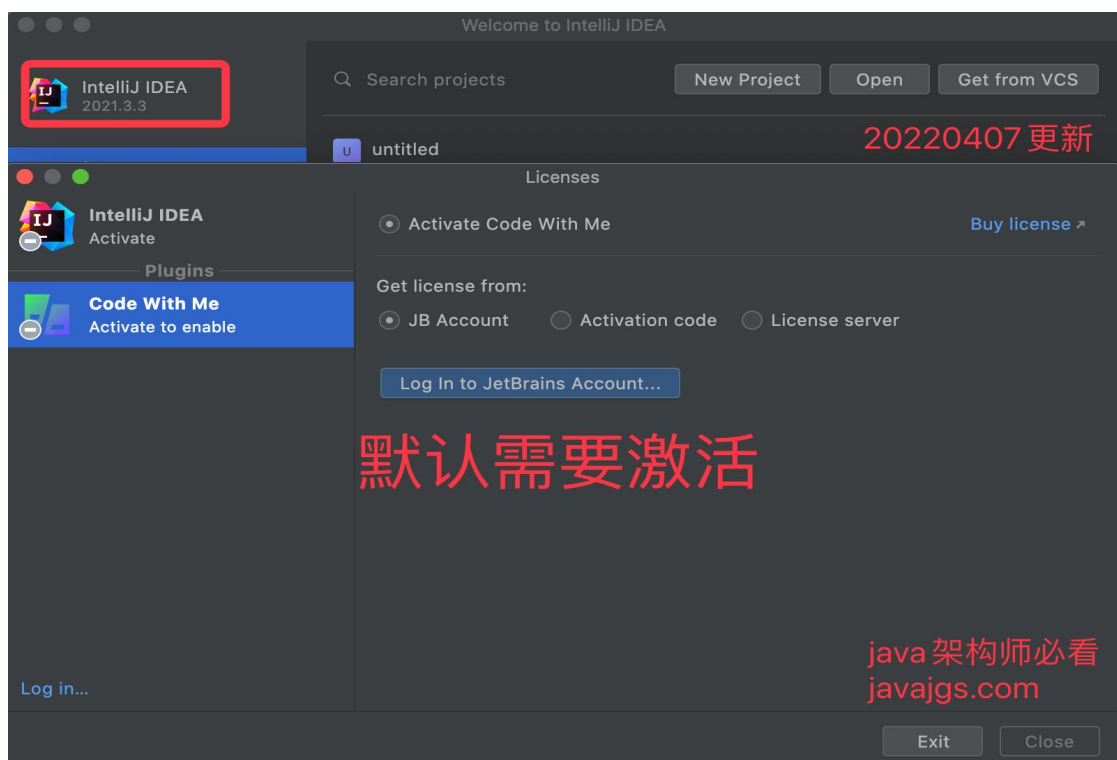 Welcome to IntelliJ IDEA
IntelliJ IDEA
2021.3.3
Search projects
New Project
Open
Get from VCS
U
untitled
20220407更新
Licenses
IJ
IntelliJ IDEA
Activate
Plugins
Code With Me
Activate to enable
Activate Code With Me
Buy license
Get license from:
JB Account
Activation code
License server
Log In to JetBrains Account...
默认需要激活
java架构师必看
javajgs.com
Log in...
Exit
Close